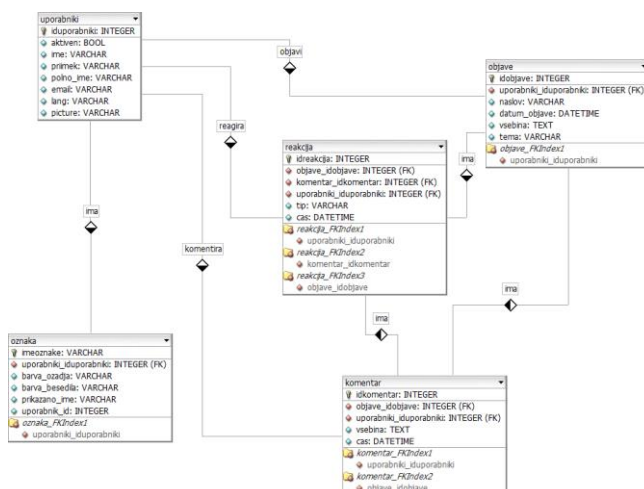 uporabniki
iduporabniki: INTEGER
aktiven: BOOL
ime: VARCHAR
priimek: VARCHAR
polno_ime: VARCHAR
email: VARCHAR
lang: VARCHAR
picture: VARCHAR
objavi
objave
idobjave: INTEGER
uporabniki_iduporabniki: INTEGER (FK)
naslov: VARCHAR
datum_objave: DATETIME
vsebina: TEXT
tema: VARCHAR
objave_FKIndex1
uporabniki_iduporabniki
reagira
reakcija
idreakcija: INTEGER
objave_idobjave: INTEGER (FK)
komentar_idkomentar: INTEGER (FK)
uporabniki_iduporabniki: INTEGER (FK)
tip: VARCHAR
cas: DATETIME
reakcija_FKIndex1
uporabniki_iduporabniki
reakcija_FKIndex2
komentar_idkomentar
reakcija_FKIndex3
objave_idobjave
ima
ima
komentira
ima
ima
oznaka
imeoznake: VARCHAR
uporabniki_iduporabniki: INTEGER (FK)
barva_ozadja: VARCHAR
barva_besedila: VARCHAR
prikazano_ime: VARCHAR
uporabnik_id: INTEGER
oznaka_FKIndex1
uporabniki_iduporabniki
komentar
idkomentar: INTEGER
objave_idobjave: INTEGER (FK)
uporabniki_iduporabniki: INTEGER (FK)
vsebina: TEXT
cas: DATETIME
komentar_FKIndex1
uporabniki_iduporabniki
komentar_FKIndex2
objave_idobjave